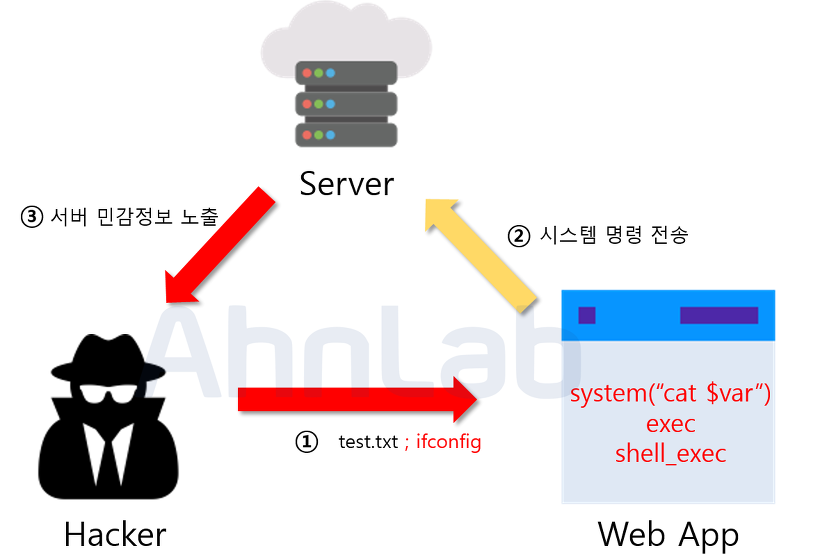 Server
③ 서버 민감정보 노출
② 시스템 명령 전송
AhnLab
system(“cat $var”)
exec
shell_exec
① test.txt ; ifconfig
Hacker
Web App